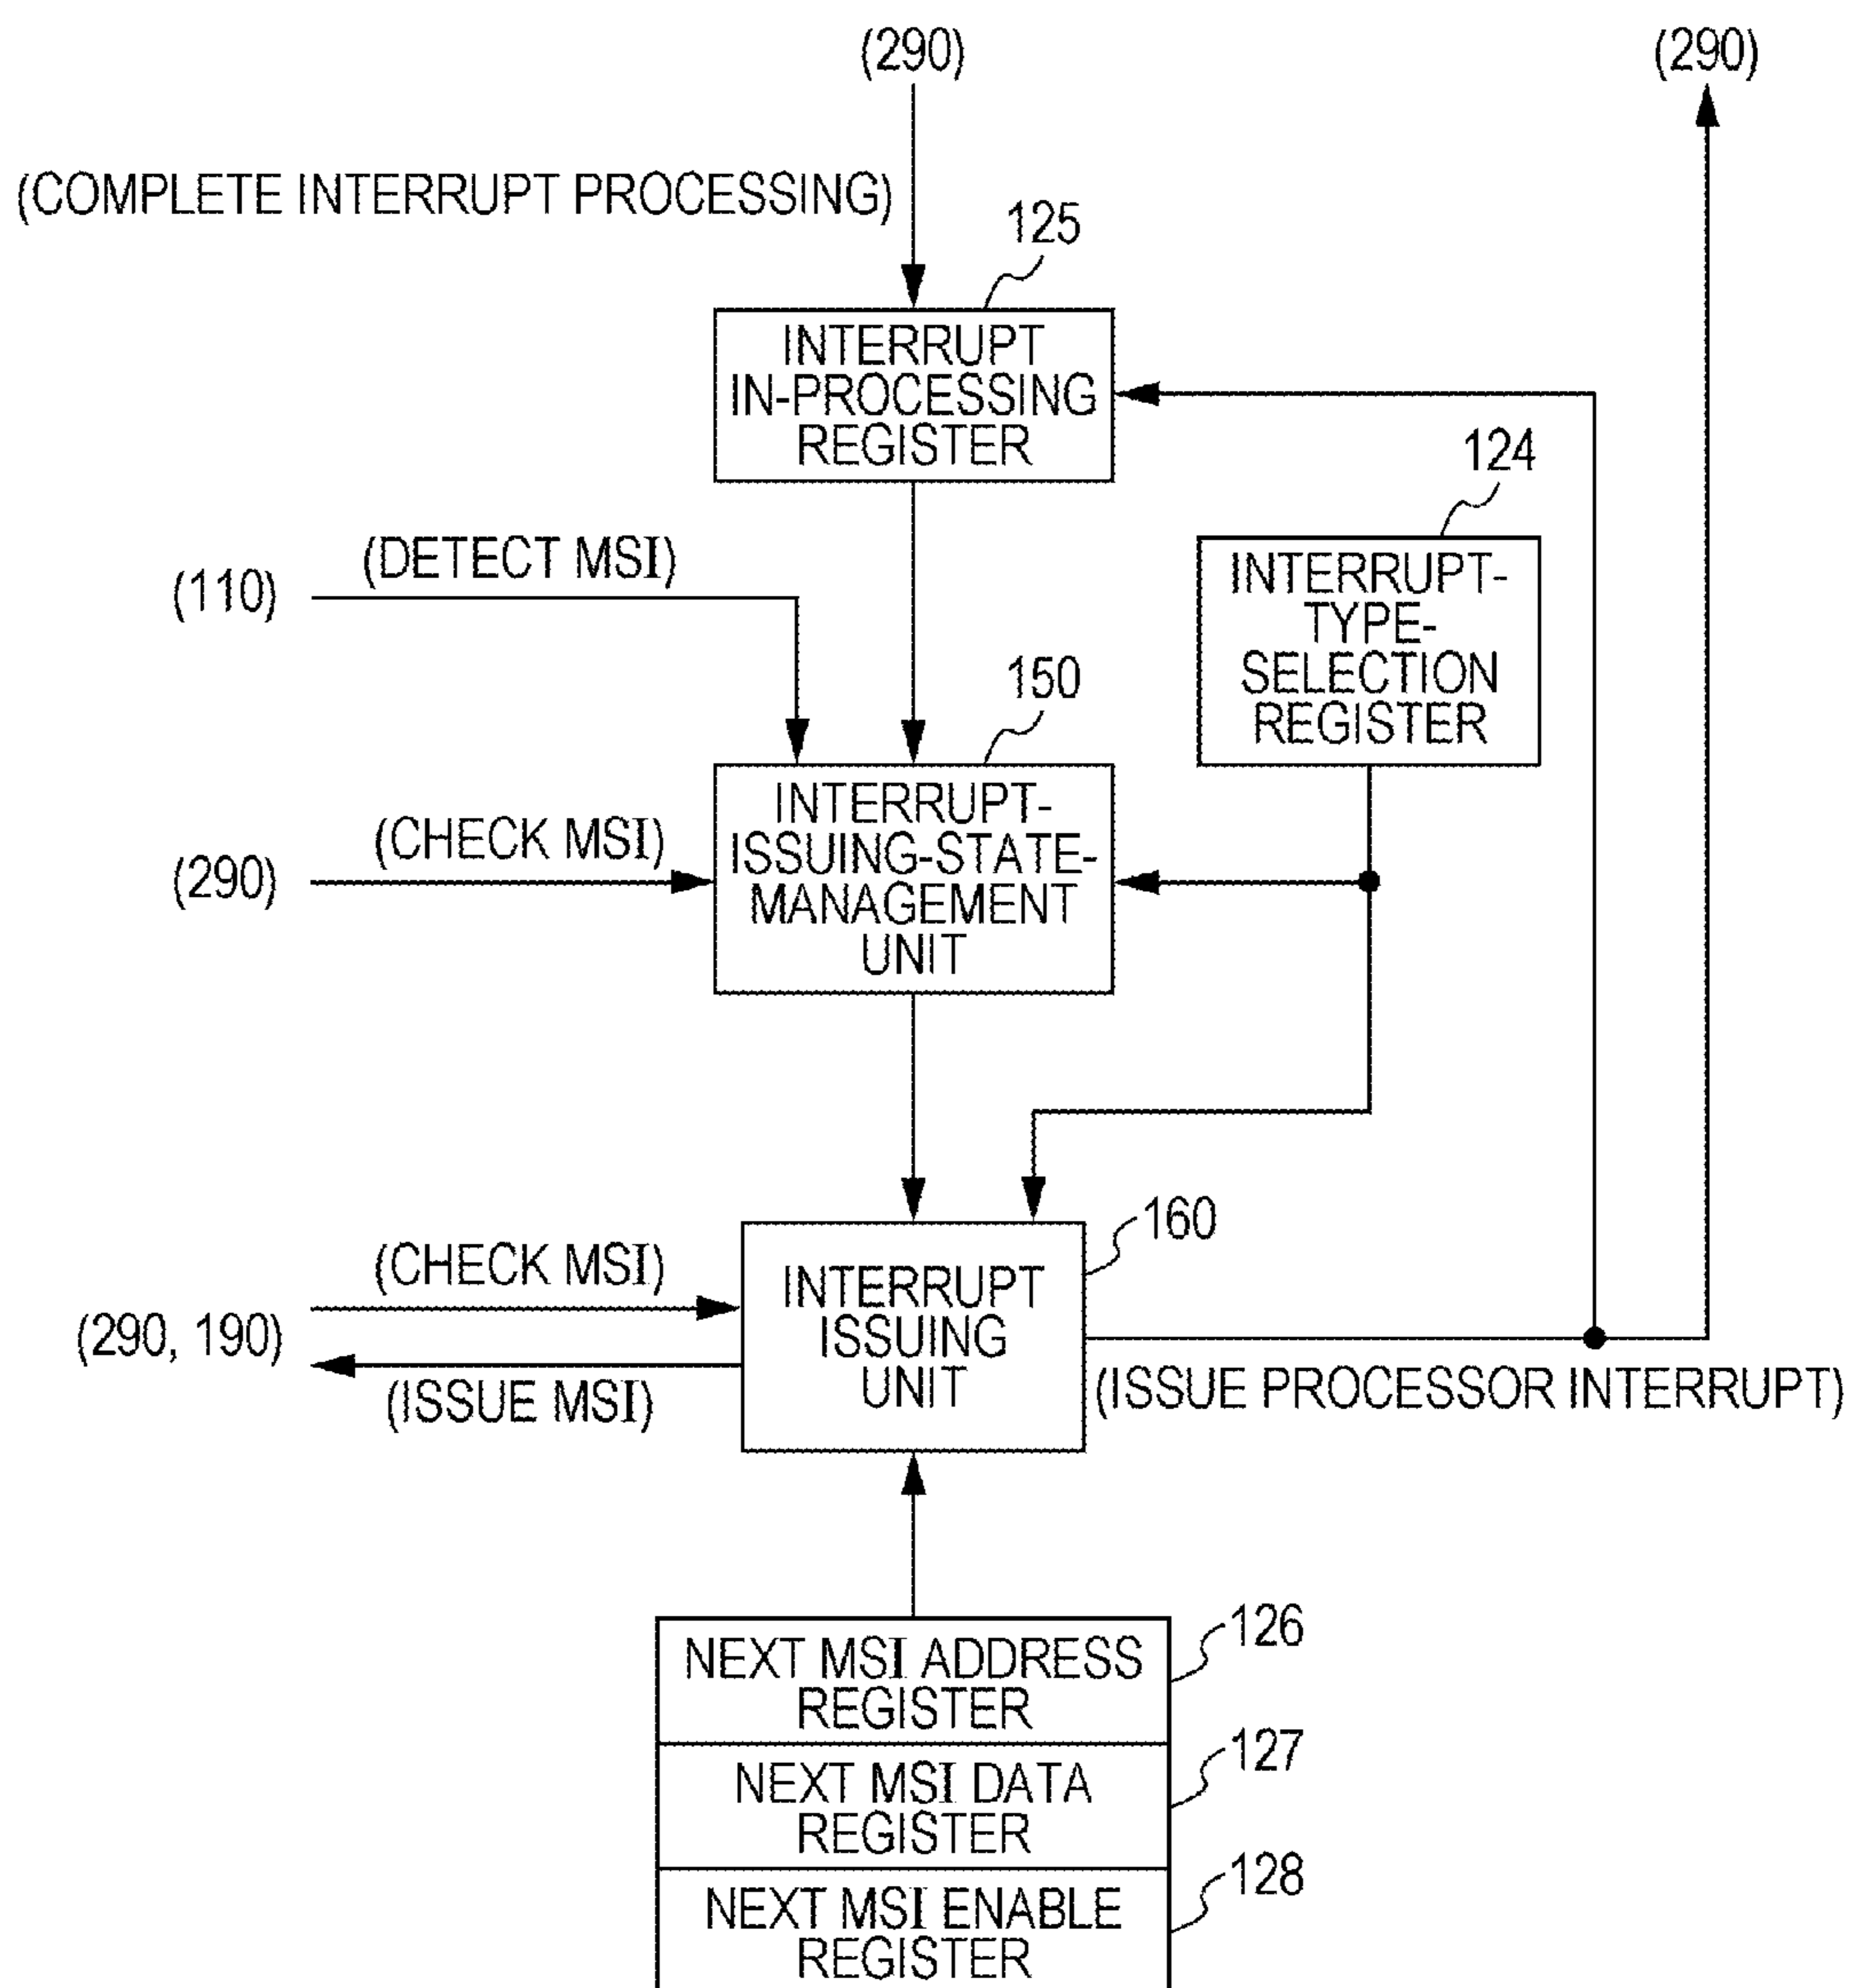 (290)
(290)
(COMPLETE INTERRUPT PROCESSING)
125
INTERRUPT
IN-PROCESSING
REGISTER
124
(DETECT MSI)
(110)
INTERRUPT-
TYPE-
SELECTION
REGISTER
150
INTERRUPT-
ISSUING-STATE-
MANAGEMENT
UNIT
(CHECK MSI)
(290)
160
(CHECK MSI)
(290, 190)
(ISSUE MSI)
INTERRUPT
ISSUING
UNIT
(ISSUE PROCESSOR INTERRUPT)
126
NEXT MSI ADDRESS
REGISTER
127
NEXT MSI DATA
REGISTER
128
NEXT MSI ENABLE
REGISTER